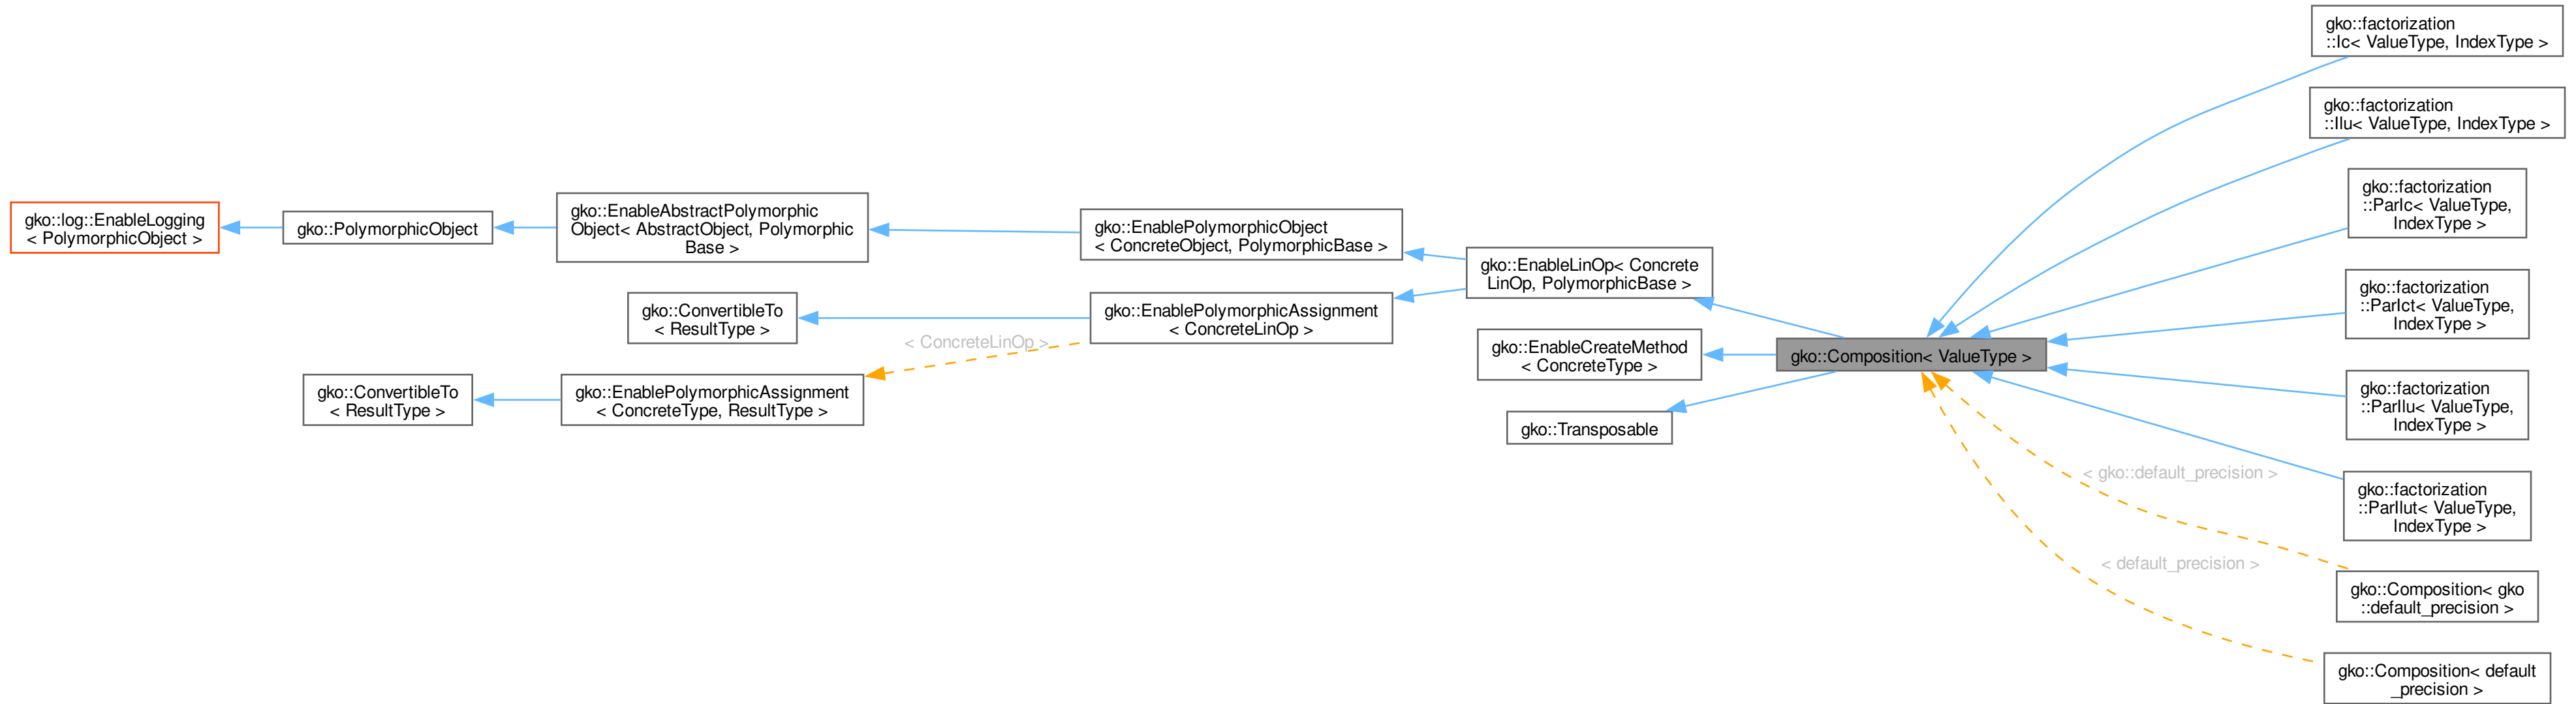 gko::log::EnableLogging
< PolymorphicObject >
gko::PolymorphicObject
gko::EnableAbstractPolymorphic
Object< AbstractObject, Polymorphic
Base >
gko::EnablePolymorphicObject
< ConcreteObject, PolymorphicBase >
gko::ConvertibleTo
< ResultType >
gko::EnablePolymorphicAssignment
< ConcreteLinOp >
< ConcreteLinOp >
gko::ConvertibleTo
< ResultType >
gko::EnablePolymorphicAssignment
< ConcreteType, ResultType >
gko::EnableLinOp< Concrete
LinOp, PolymorphicBase >
gko::EnableCreateMethod
< ConcreteType >
gko::Transposable
gko::Composition< ValueType >
gko::factorization
::Ic< ValueType, IndexType >
gko::factorization
::Ilu< ValueType, IndexType >
gko::factorization
::ParIc< ValueType,
IndexType >
gko::factorization
::ParIct< ValueType,
IndexType >
gko::factorization
::ParIlu< ValueType,
IndexType >
gko::factorization
::ParIlut< ValueType,
IndexType >
< gko::default_precision >
gko::Composition< gko
::default_precision >
< default_precision >
gko::Composition< default
_precision >